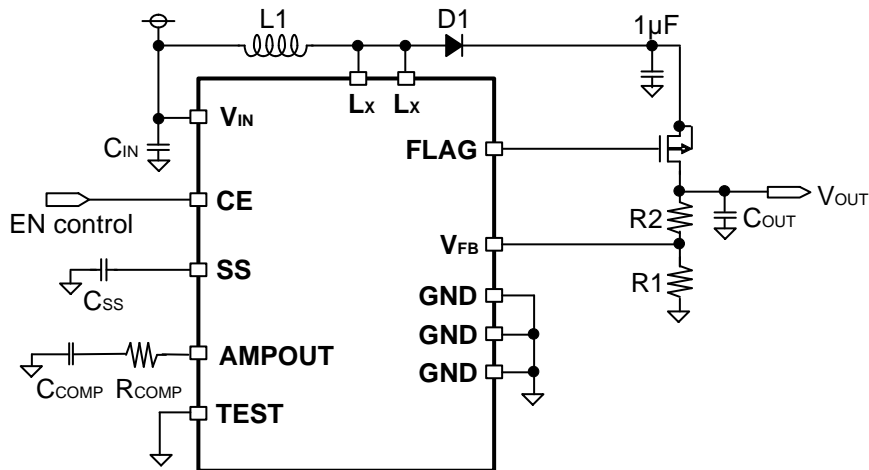 L1
D1
1µF
LX
LX
VIN
CIN
FLAG
CE
EN control
VOUT
R2
COUT
VFB
SS
R1
CSS
GND
GND
AMPOUT
GND
CCOMP
RCOMP
TEST